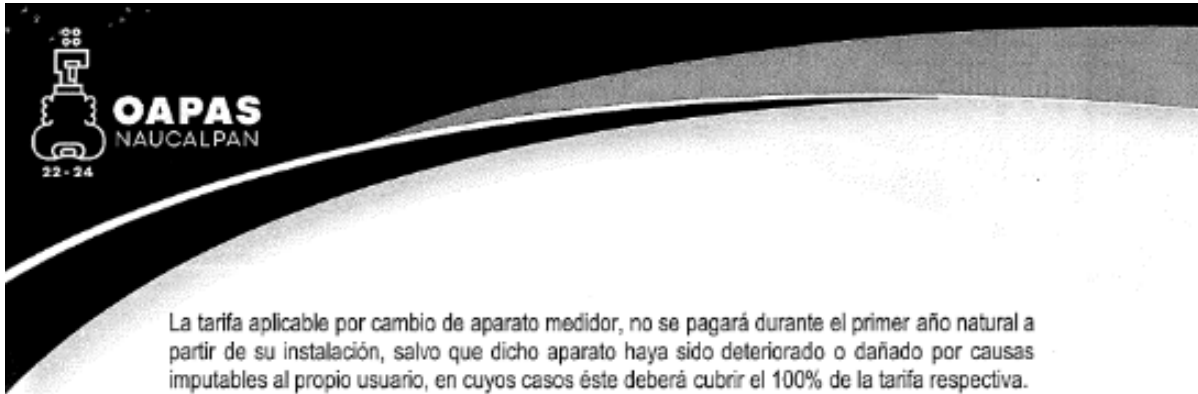 OAPAS
NAUCALPAN
22-24
La tarifa aplicable por cambio de aparato medidor, no se pagará durante el primer año natural a
partir de su instalación, salvo que dicho aparato haya sido deteriorado o dañado por causas
imputables al propio usuario, en cuyos casos éste deberá cubrir el 100% de la tarifa respectiva.